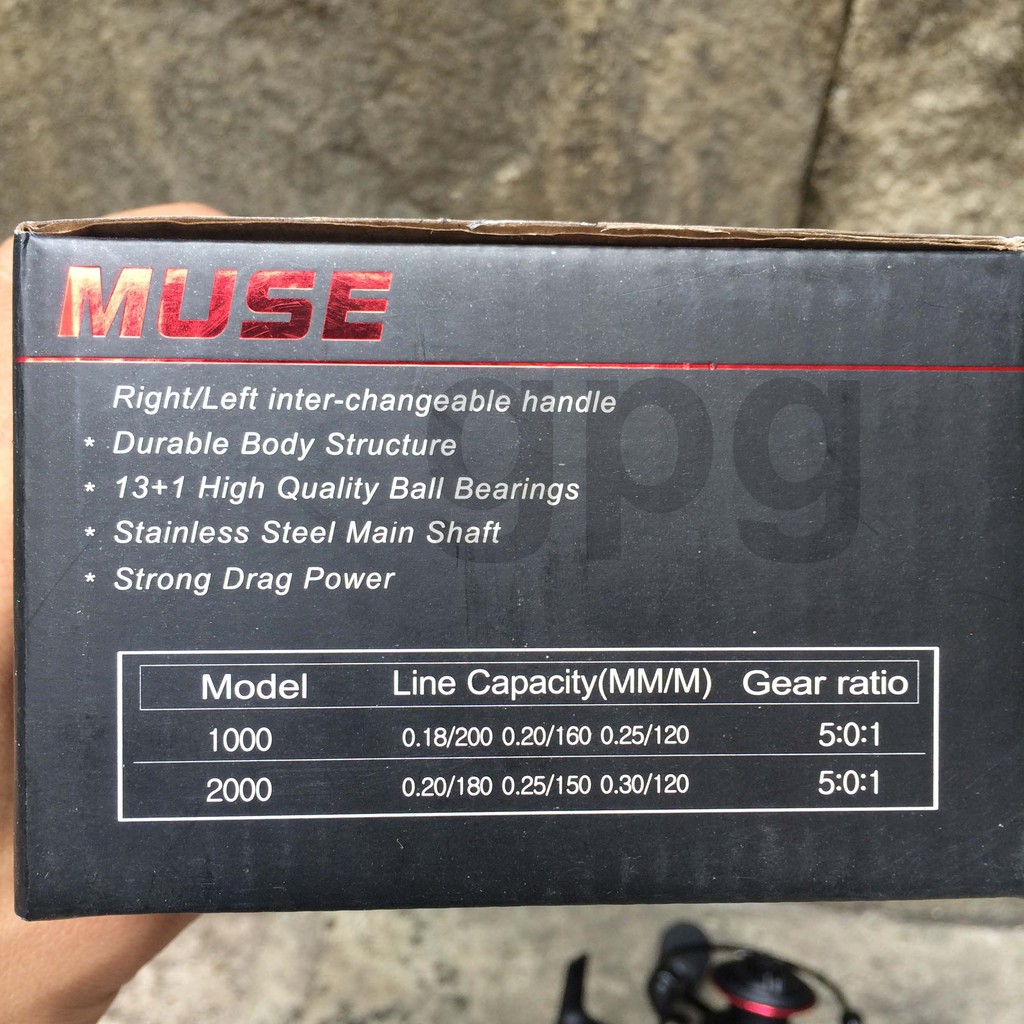 MUSE
Right/Left inter-changeable handle
* Durable Body Structure
* 13+1 High Quality Ball Bearings
* Stainless Steel Main Shaft
* Strong Drag Power
gpg
Model Line Capacity(MM/M) Gear ratio
1000 0.18/200 0.20/160 0.25/120 5:0:1
2000 0.20/180 0.25/150 0.30/120 5:0:1